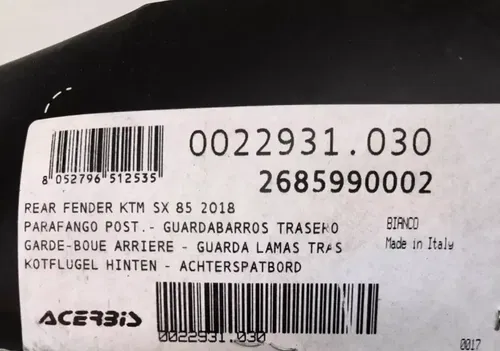 0022931.030
8 052796 512535
2685990002
REAR FENDER KTM SX 85 2018
PARAFANGO POST.- GUARDABARROS TRASERO
BIANCO
GARDE-BOUE ARRIERE - GUARDA LAMAS TRAS
Made in Italy
KOTFLUGEL HINTEN - ACHTERSPATBORD
ACERBIS
0022931.030
0017